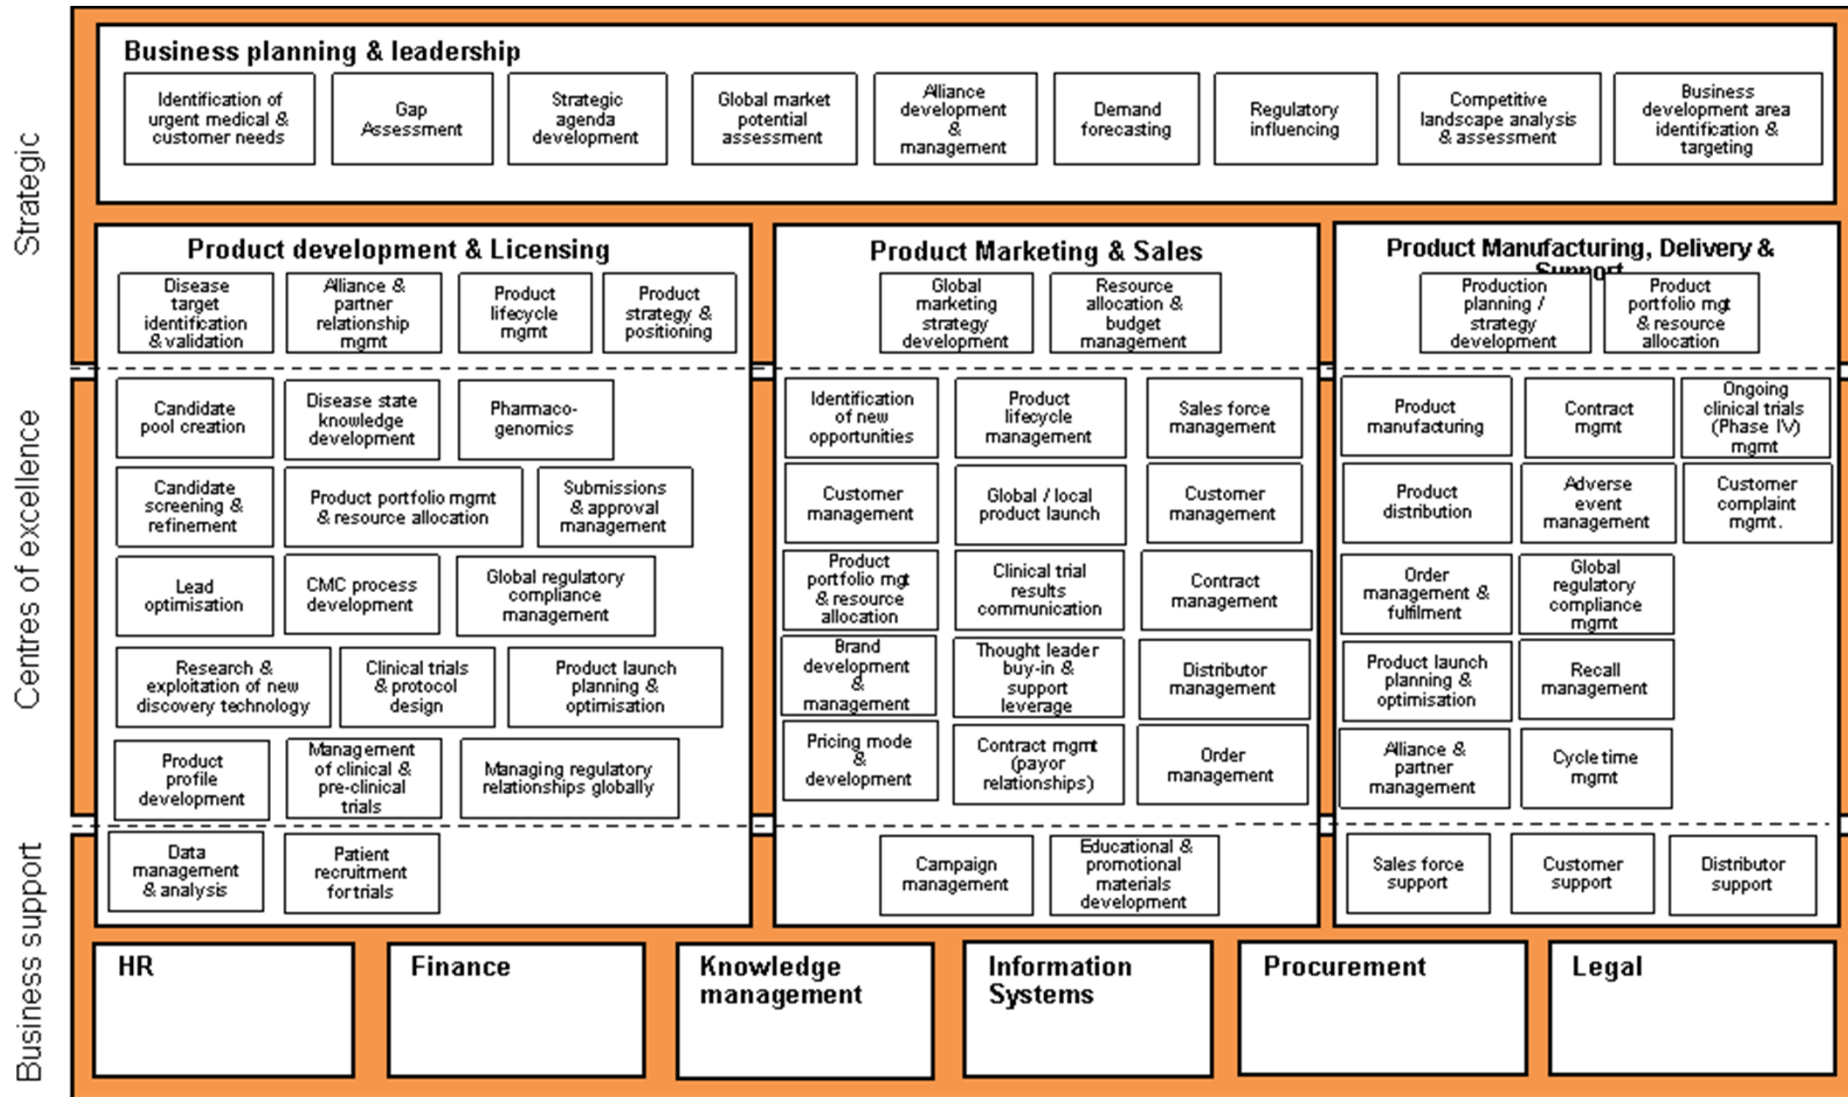 Strategic
Business planning & leadership
Identification of
urgent medical &
customer needs
Gap
Assessment
Strategic
agenda
development
Global market
potential
assessment
Alliance
development
&
management
Demand
forecasting
Regulatory
influencing
Competitive
landscape analysis
& assessment
Business
development area
identification &
targeting
Product development & Licensing
Disease
target
identification
& validation
Alliance &
partner
relationship
mgmt
Product
lifecycle
mgmt
Product
strategy &
positioning
Product Marketing & Sales
Global
marketing
strategy
development
Resource
allocation &
budget
management
Product Manufacturing, Delivery &
Support
Production
planning /
strategy
development
Product
portfolio mgt
& resource
allocation
Centres of excellence
Candidate
pool creation
Disease state
knowledge
development
Pharmaco-
genomics
Candidate
screening &
refinement
Product portfolio mgmt
& resource allocation
Submissions
& approval
management
Lead
optimisation
CMC process
development
Global regulatory
compliance
management
Research &
exploitation of new
discovery technology
Clinical trials
& protocol
design
Product launch
planning &
optimisation
Product
profile
development
Management
of clinical &
pre-clinical
trials
Managing regulatory
relationships globally
Identification
of new
opportunities
Product
lifecycle
management
Sales force
management
Customer
management
Global / local
product launch
Customer
management
Product
portfolio mgt
& resource
allocation
Clinical trial
results
communication
Contract
management
Brand
development
&
management
Thought leader
buy-in &
support
leverage
Distributor
management
Pricing mode
&
development
Contract mgmt
(payor
relationships)
Order
management
Product
manufacturing
Contract
mgmt
Ongoing
clinical trials
(Phase IV)
mgmt
Product
distribution
Adverse
event
management
Customer
complaint
mgmt.
Order
management &
fulfilment
Global
regulatory
compliance
mgmt
Product launch
planning &
optimisation
Recall
management
Alliance &
partner
management
Cycle time
mgmt
Business support
Data
management
& analysis
Patient
recruitment
for trials
Campaign
management
Educational &
promotional
materials
development
Sales force
support
Customer
support
Distributor
support
HR
Finance
Knowledge
management
Information
Systems
Procurement
Legal